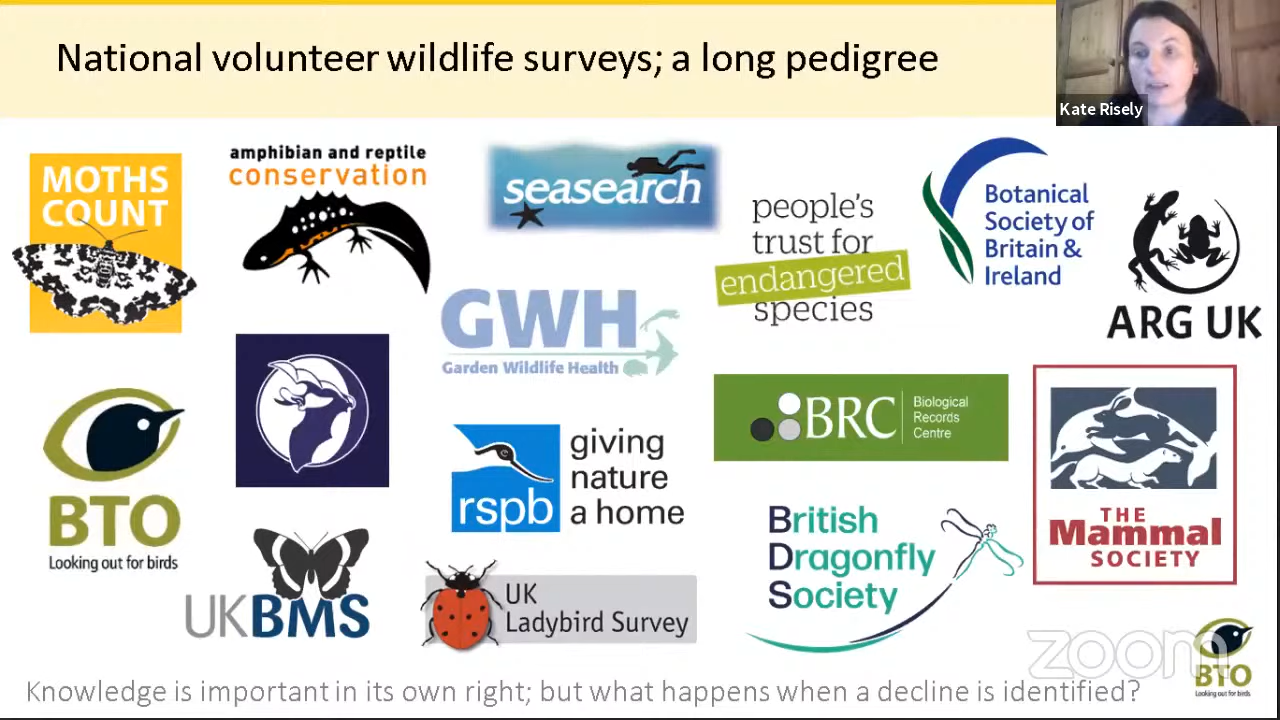 National volunteer wildlife surveys; a long pedigree
Kate Risely
MOTHS
COUNT
amphibian and reptile
conservation
seasearch
people's
trust for
endangered
species
Botanical
Society of
Britain &
Ireland
ARG UK
GWH
Garden Wildlife Health
BTO
Looking out for birds
rspb
giving
nature
a home
BRC
Biological
Records
Centre
THE
Mammal
SOCIETY
UKBMS
UK
Ladybird Survey
British
Dragonfly
Society
zoom
BTO
Looking out for birds
Knowledge is important in its own right; but what happens when a decline is identified?